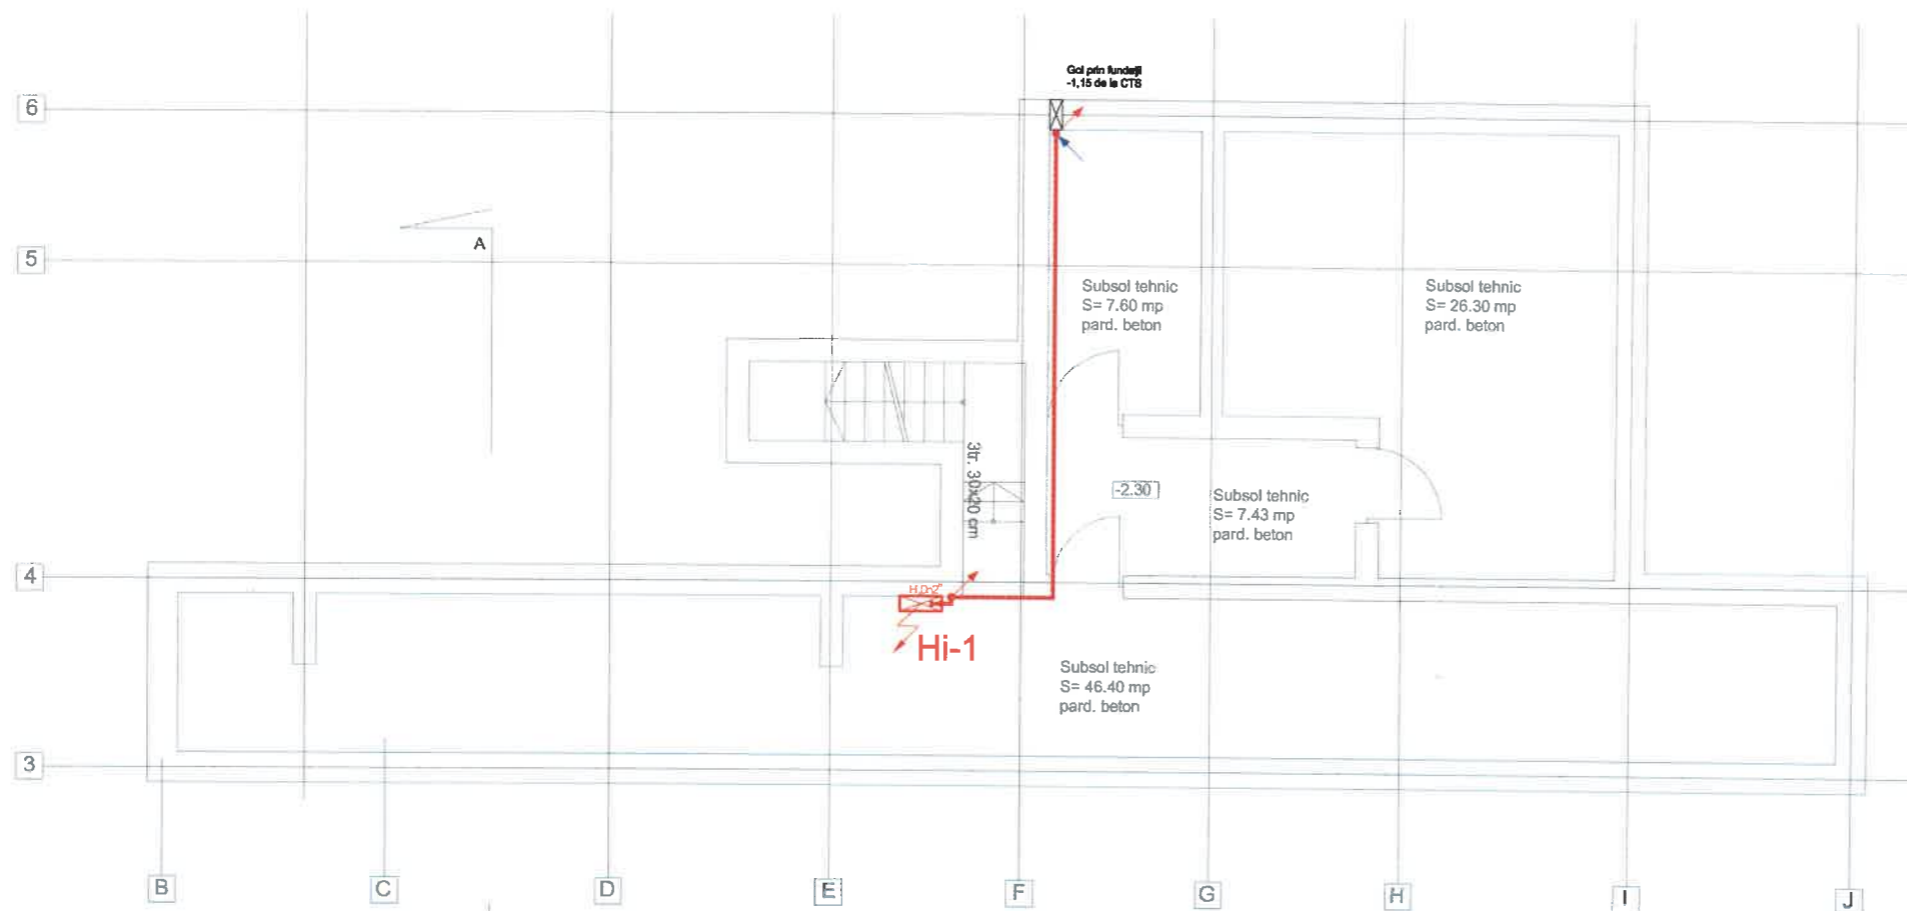 Gol prin fundații
-1,15 de la CTS
6
A
5
Subsol tehnic
S= 7.60 mp
pard. beton
Subsol tehnic
S= 26.30 mp
pard. beton
3tr. 30x20 cm
-2.30
Subsol tehnic
S= 7.43 mp
pard. beton
4
Hi-1
Subsol tehnic
S= 46.40 mp
pard. beton
3
B
C
D
E
F
G
H
I
J